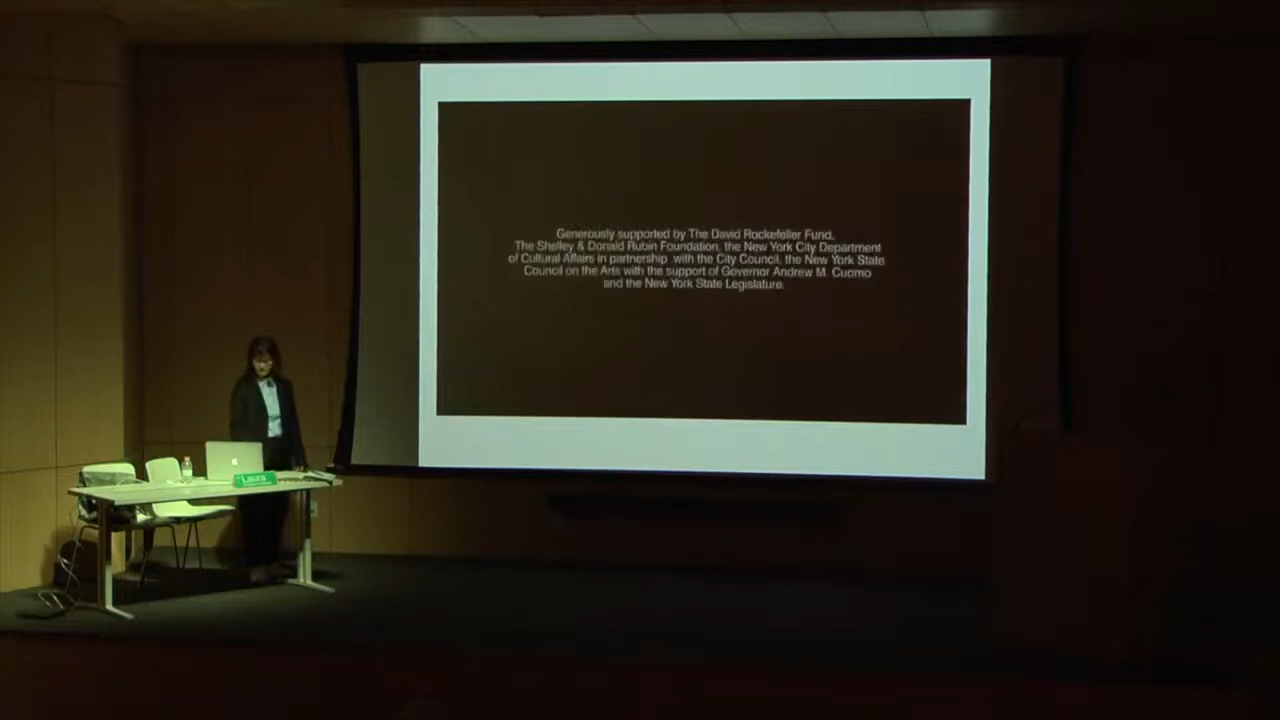 Generously supported by The David Rockefeller Fund,
The Shelley & Donald Rubin Foundation, the New York City Department
of Cultural Affairs in partnership with the City Council, the New York State
Council on the Arts with the support of Governor Andrew M. Cuomo
and the New York State Legislature.
Laura